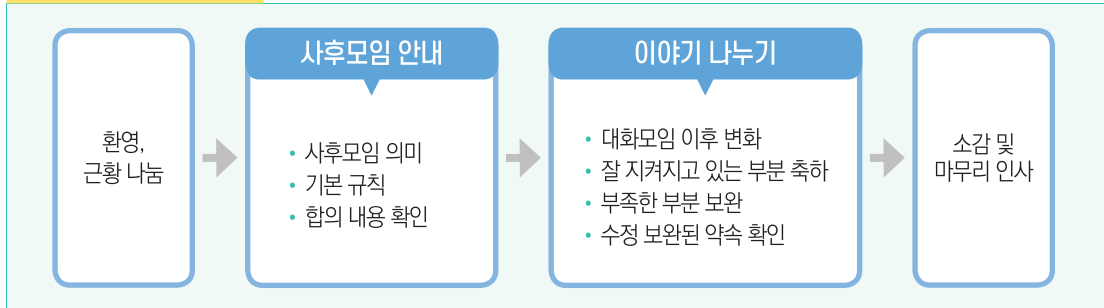 환영,
근황 나눔
사후모임 안내
• 사후모임 의미
• 기본 규칙
• 합의 내용 확인
이야기 나누기
• 대화모임 이후 변화
• 잘 지켜지고 있는 부분 축하
• 부족한 부분 보완
• 수정 보완된 약속 확인
소감 및
마무리 인사